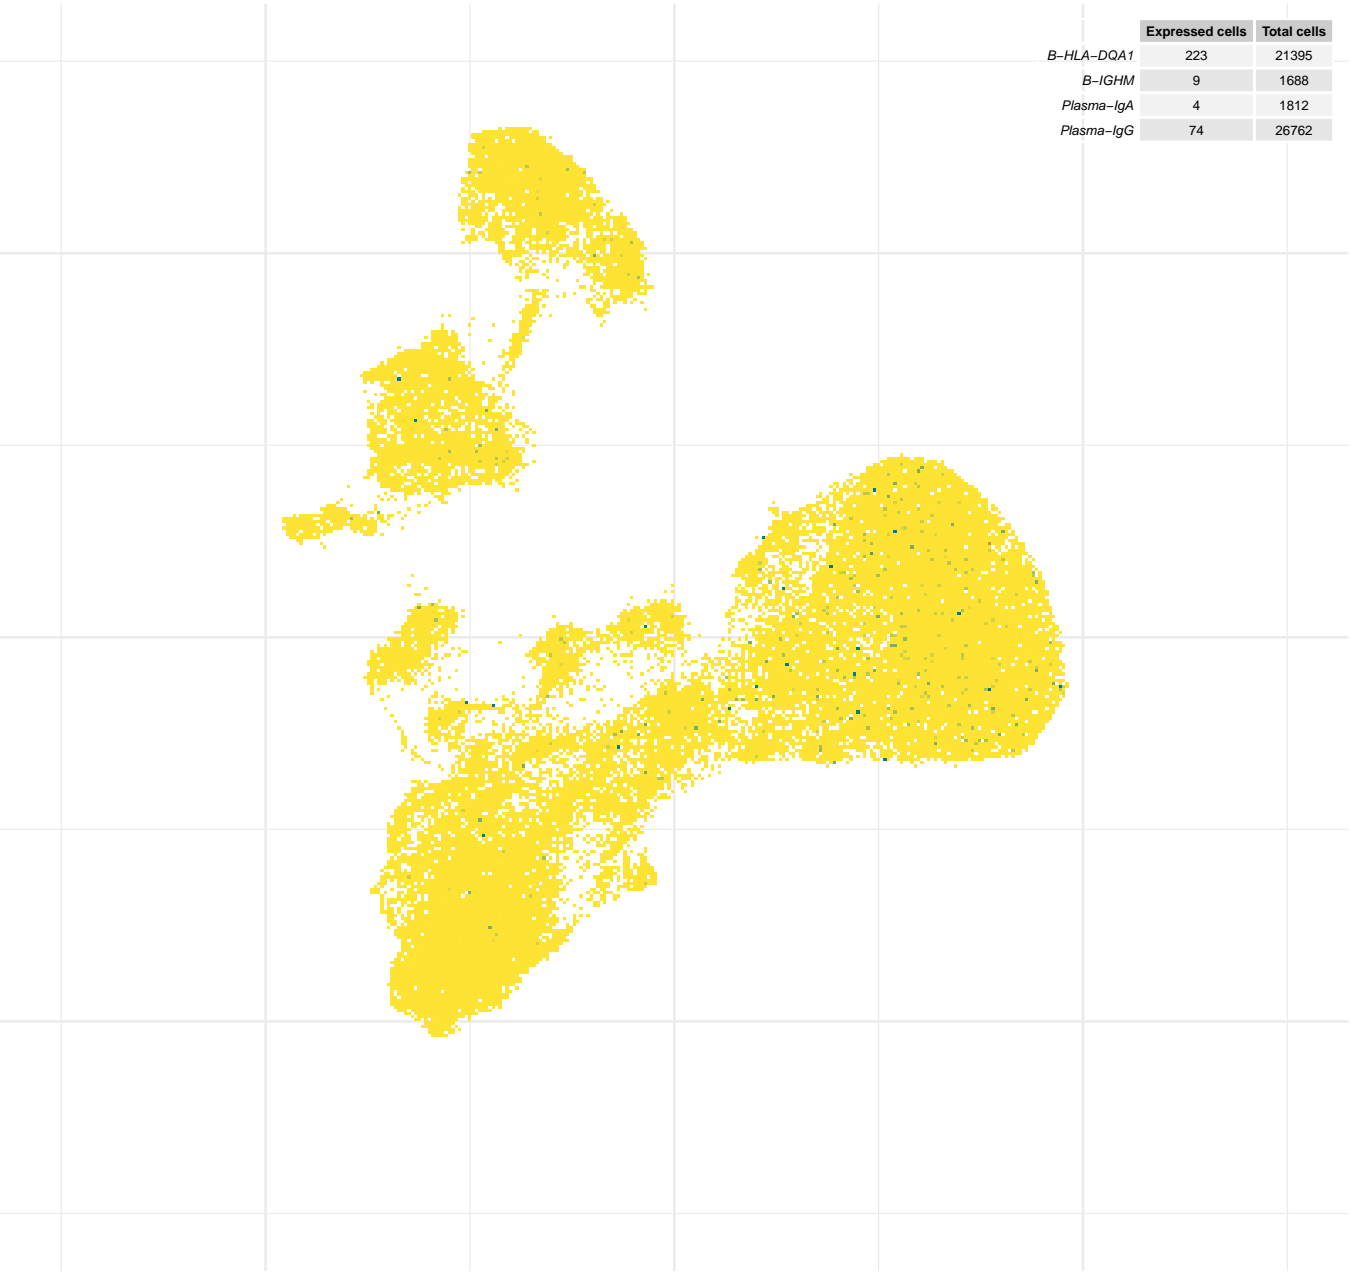 Expressed cells Total cells
B−HLA−DQA1 223 21395
B−IGHM 9 1688
Plasma−IgA 4 1812
Plasma−IgG 74 26762